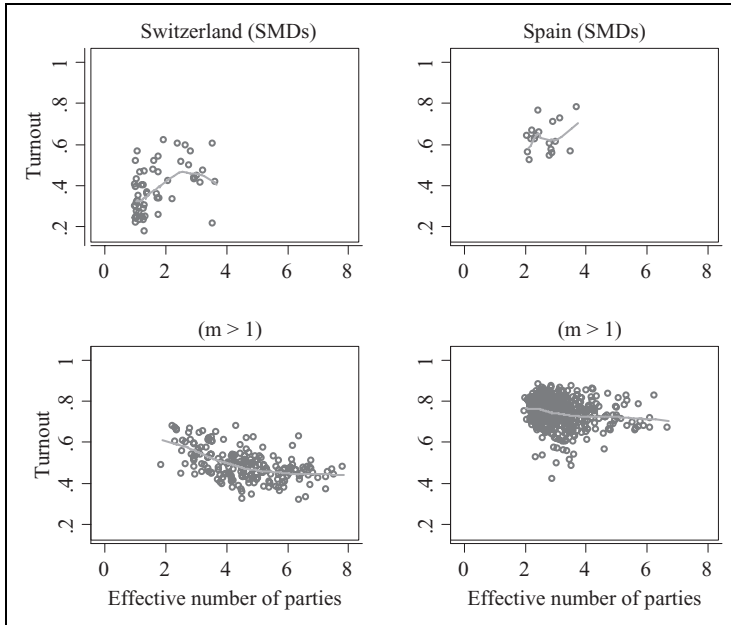 Switzerland (SMDs)
Spain (SMDs)
Turnout
1
.8
.6
.4
.2
0 2 4 6 8
1
.8
.6
.4
.2
0 2 4 6 8
(m > 1)
(m > 1)
Turnout
1
.8
.6
.4
.2
0 2 4 6 8
Effective number of parties
1
.8
.6
.4
.2
0 2 4 6 8
Effective number of parties